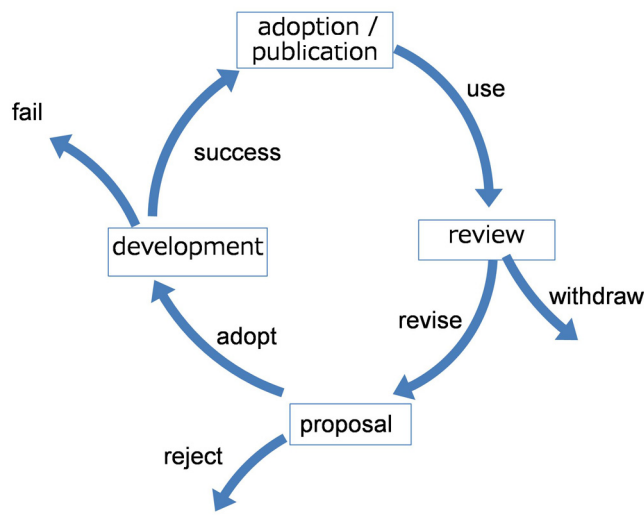 adoption /
publication
use
fail
success
development
review
withdraw
revise
adopt
proposal
reject